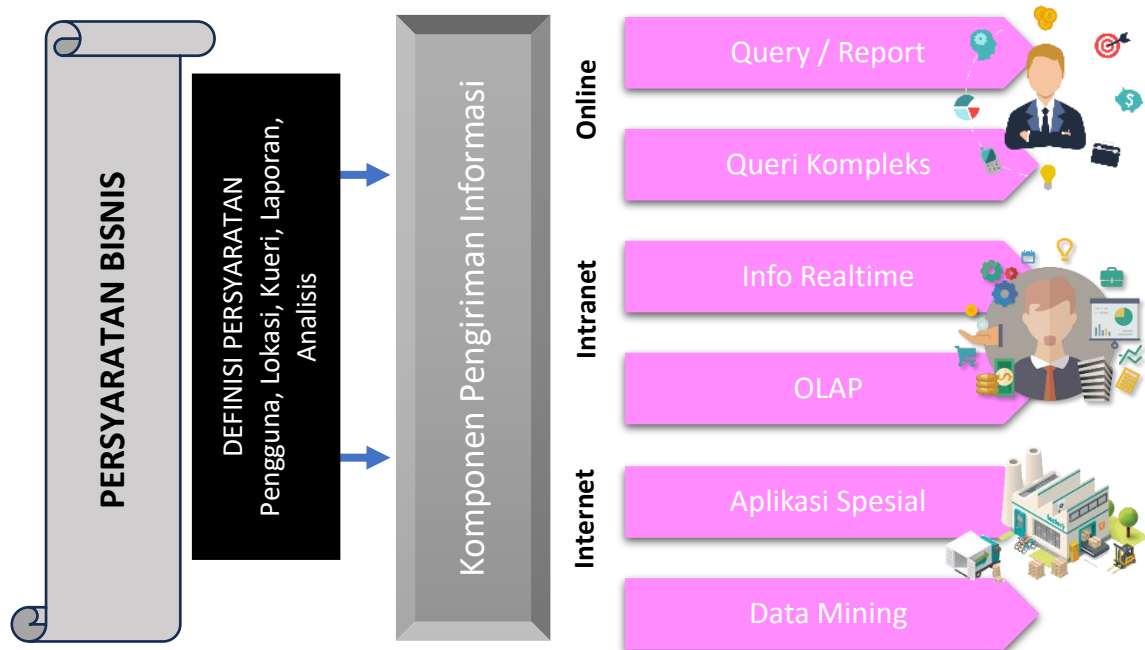 PERSYARATAN BISNIS
DEFINISI PERSYARATAN
Pengguna, Lokasi, Kueri, Laporan,
Analisis
Komponen Pengiriman Informasi
Online
Query / Report
Queri Kompleks
Intranet
Info Realtime
OLAP
Internet
Aplikasi Spesial
Data Mining